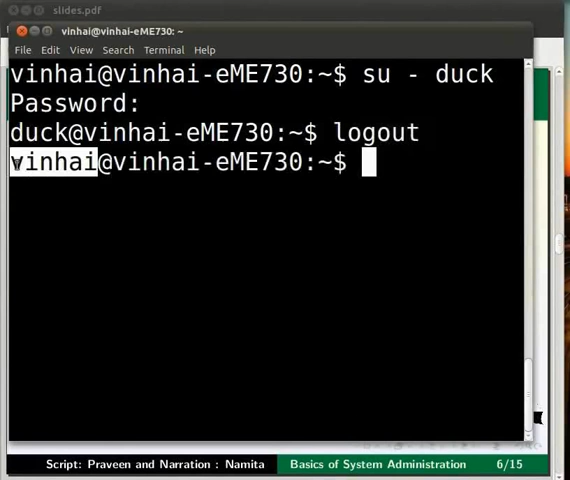 slides.pdf
vinhai@vinhai-eME730: ~
File Edit View Search Terminal Help
vinhai@vinhai-eME730:~$ su - duck
Password:
duck@vinhai-eME730:~$ logout
vinhai@vinhai-eME730:~$
Script: Praveen and Narration : Namita Basics of System Administration 6/15